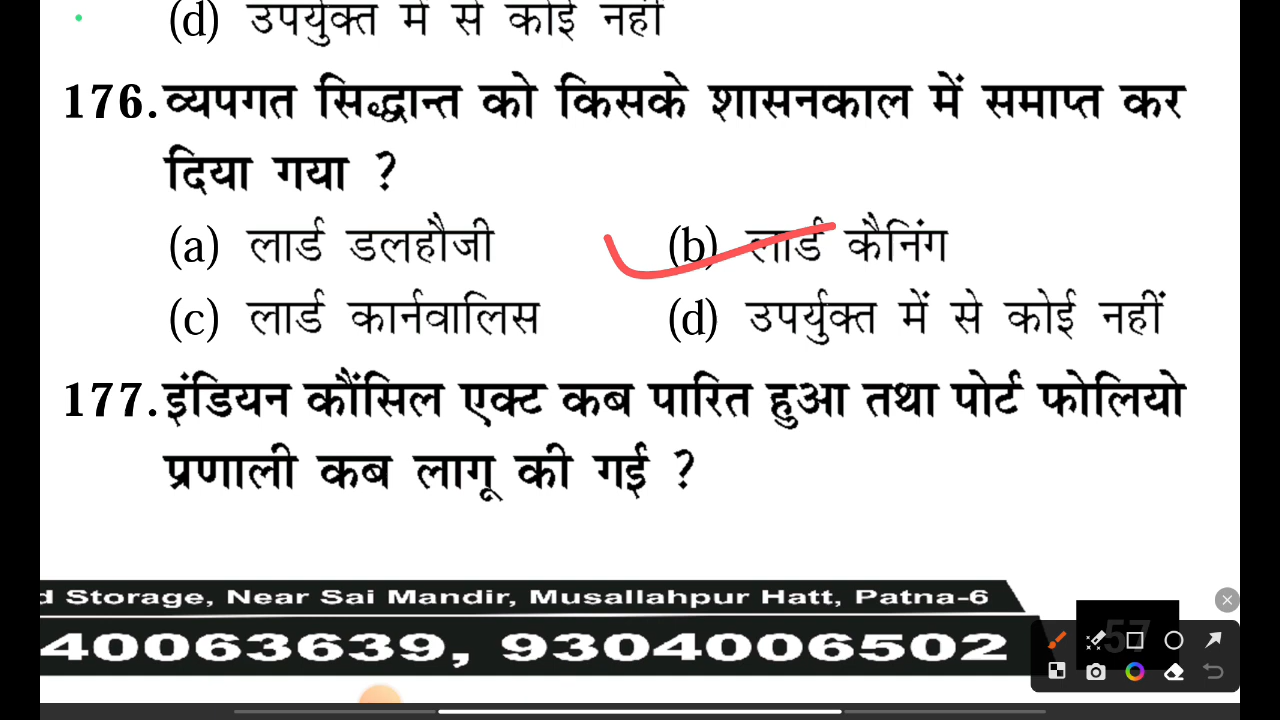 (d) उपर्युक्त में से कोई नहीं
176. व्यपगत सिद्धान्त को किसके शासनकाल में समाप्त कर
दिया गया ?
(a) लार्ड डलहौजी (b) लार्ड कैनिंग
(c) लार्ड कार्नवालिस (d) उपर्युक्त में से कोई नहीं
177. इंडियन कौंसिल एक्ट कब पारित हुआ तथा पोर्ट फोलियो
प्रणाली कब लागू की गई ?
d Storage, Near Sai Mandir, Musallahpur Hatt, Patna-6
40063639, 9304006502
57